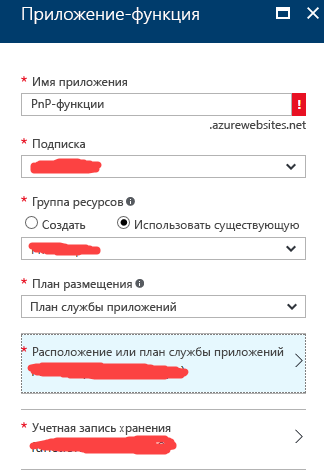 Приложение-функция
* Имя приложения
PnP-функции
.azurewebsites.net
* Подписка
* Группа ресурсов
Создать Использовать существующую
* План размещения
План службы приложений
* Расположение или план службы приложений
* Учетная запись хранения